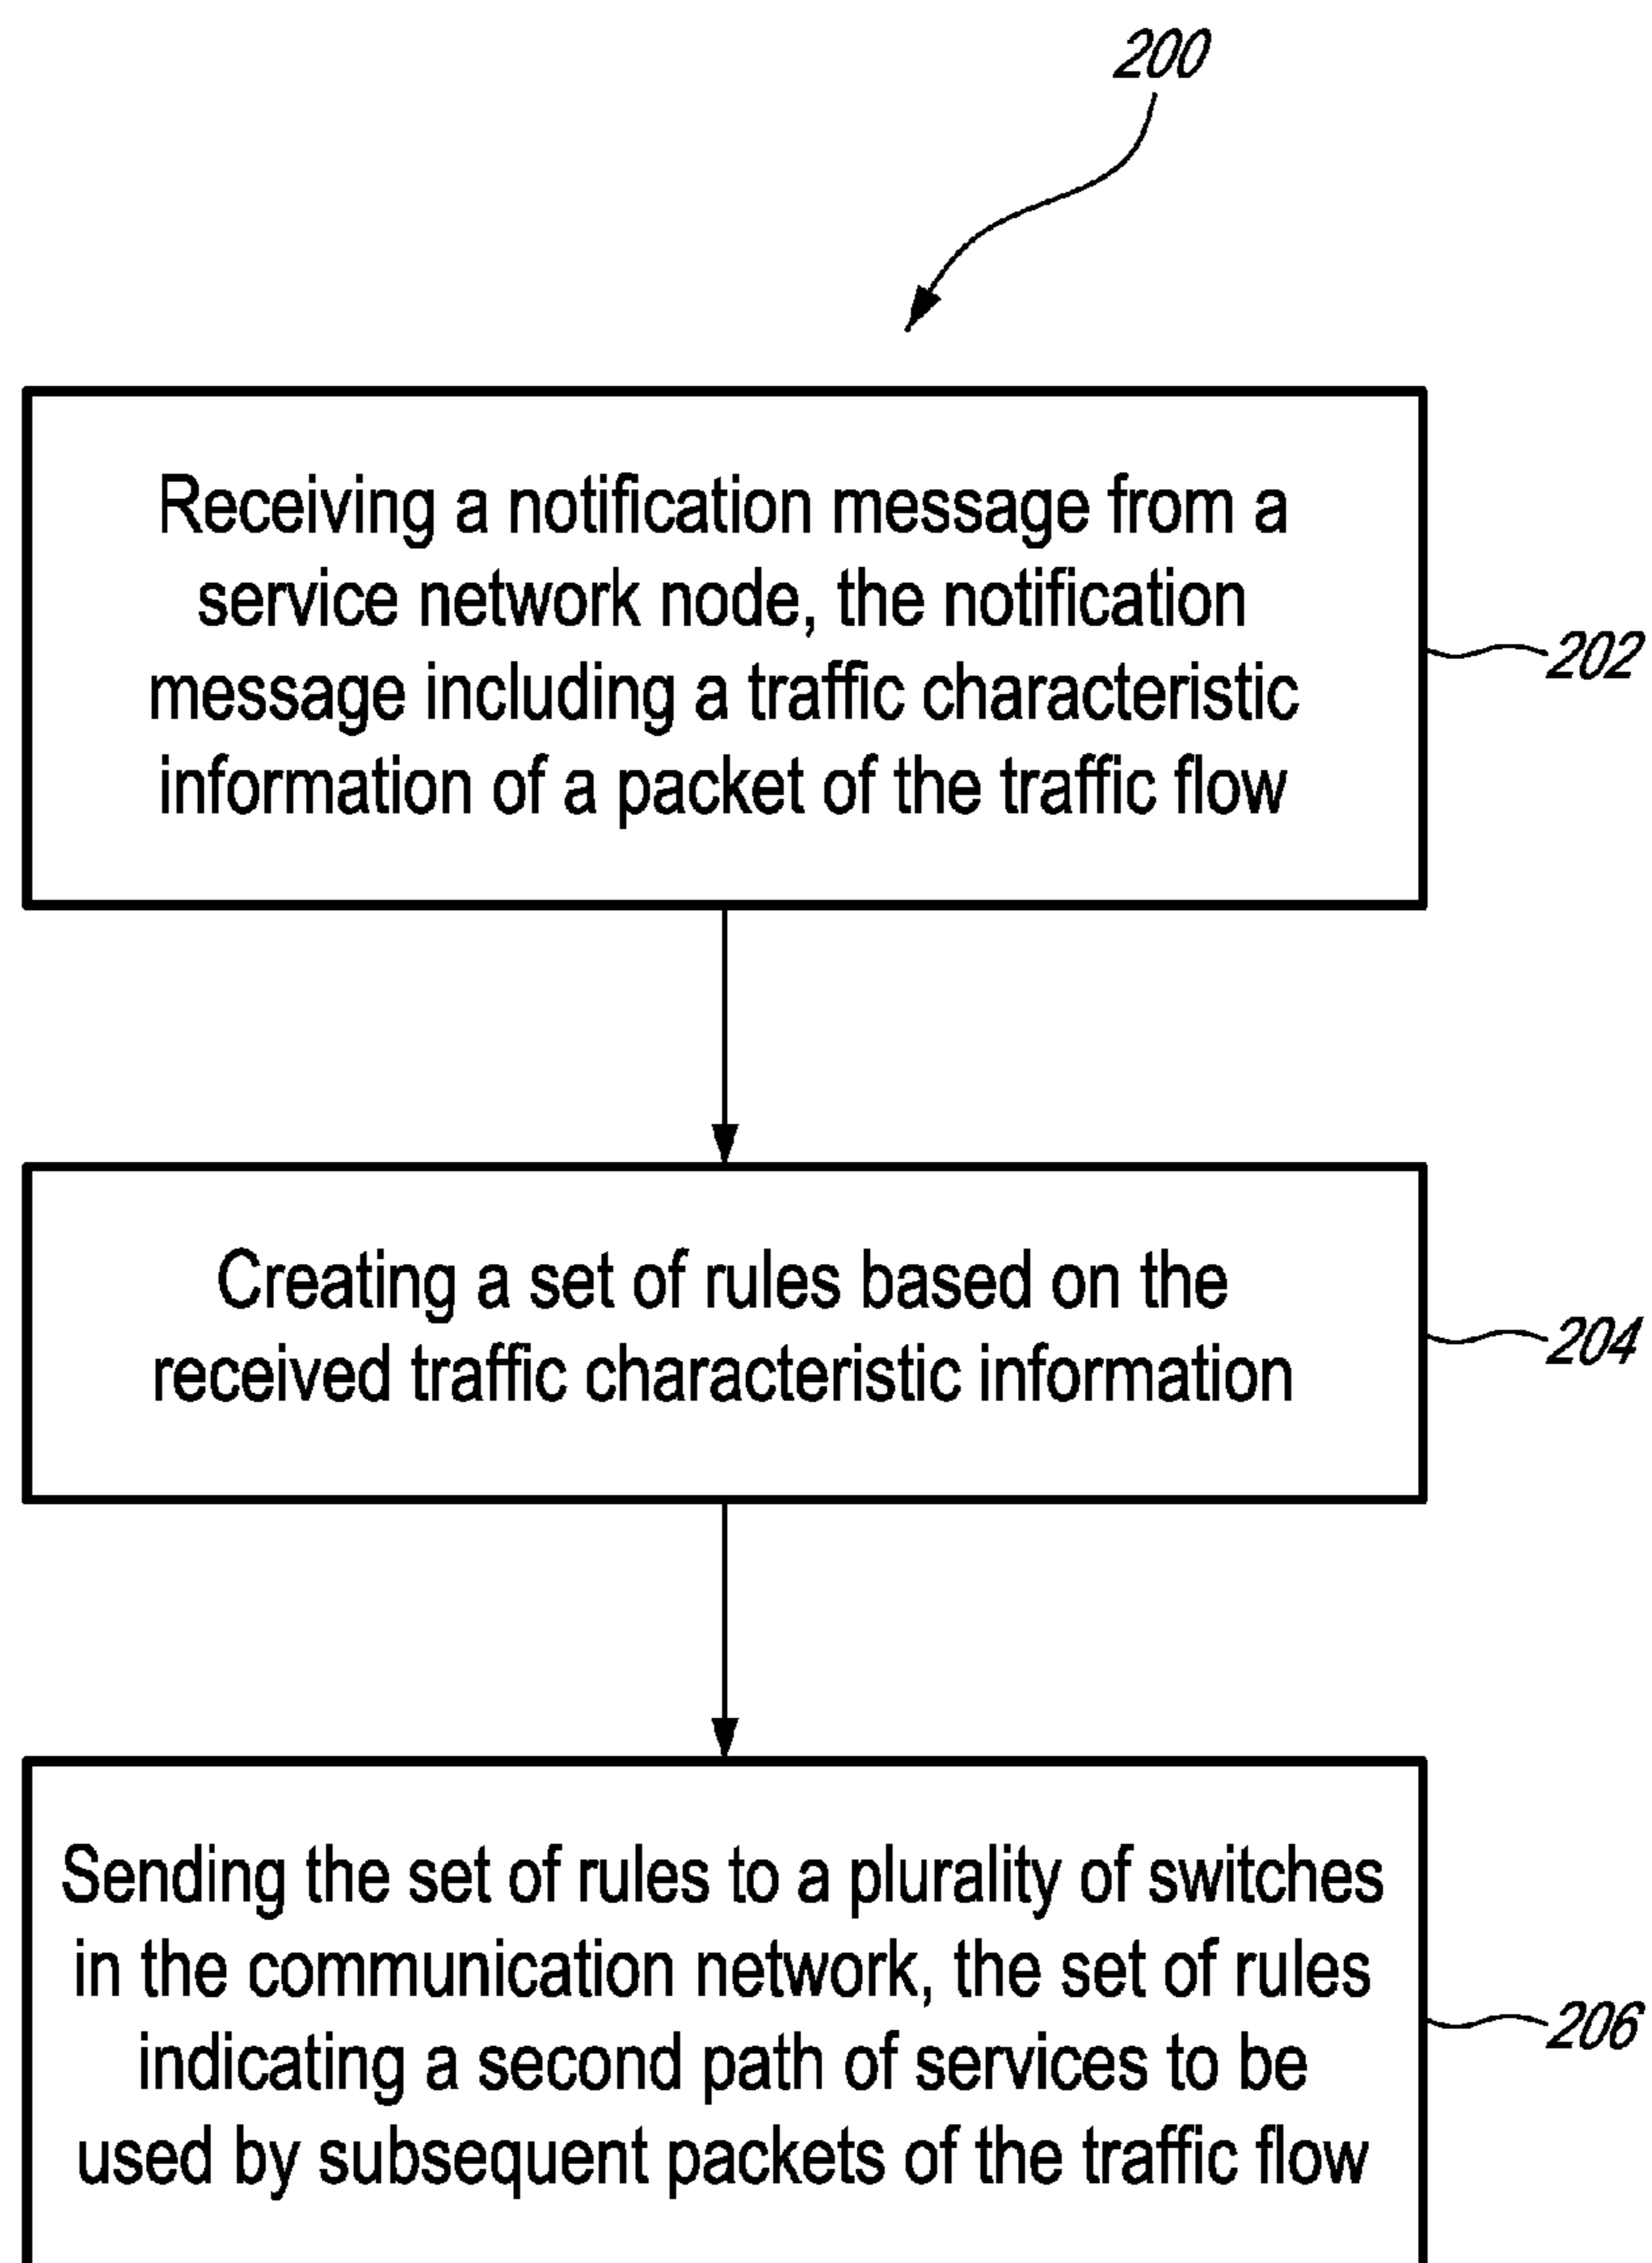 200
Receiving a notification message from a
service network node, the notification
message including a traffic characteristic
information of a packet of the traffic flow
202
Creating a set of rules based on the
received traffic characteristic information
204
Sending the set of rules to a plurality of switches
in the communication network, the set of rules
indicating a second path of services to be
used by subsequent packets of the traffic flow
206